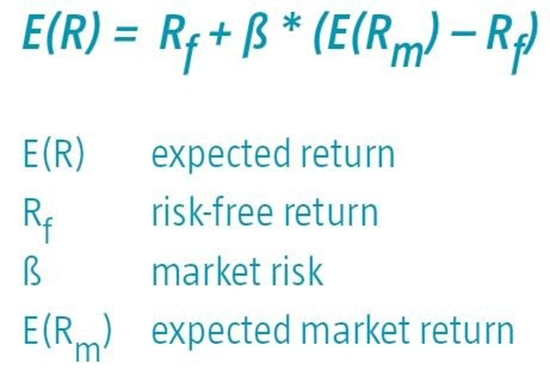 E(R) = Rf + ß * (E(Rm) – Rf)
E(R) expected return
Rf risk-free return
ß market risk
E(Rm) expected market return